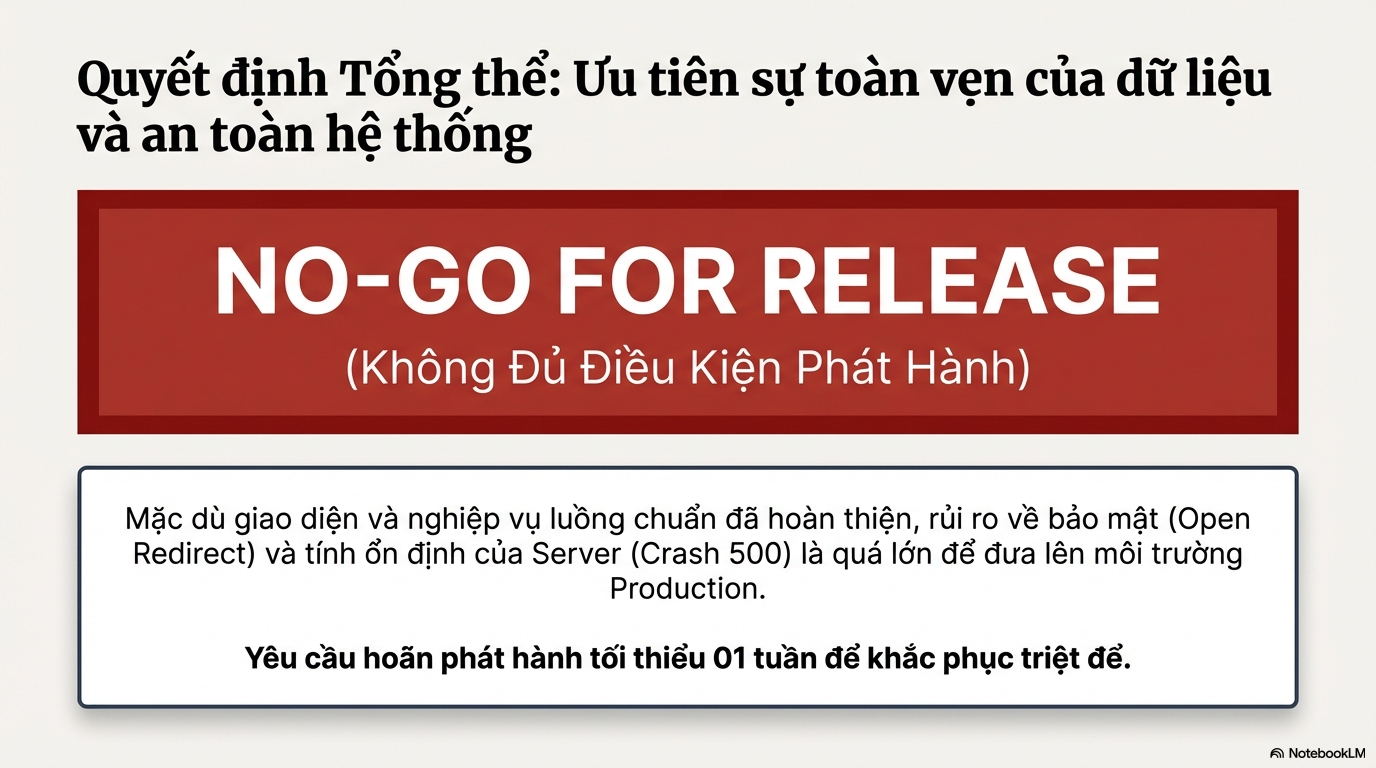 Quyết định Tổng thể: Ưu tiên sự toàn vẹn của dữ liệu
và an toàn hệ thống
NO-GO FOR RELEASE
(Không Đủ Điều Kiện Phát Hành)
Mặc dù giao diện và nghiệp vụ luồng chuẩn đã hoàn thiện, rủi ro về bảo mật (Open
Redirect) và tính ổn định của Server (Crash 500) là quá lớn để đưa lên môi trường
Production.
Yêu cầu hoãn phát hành tối thiểu 01 tuần để khắc phục triệt để.
NotebookLM